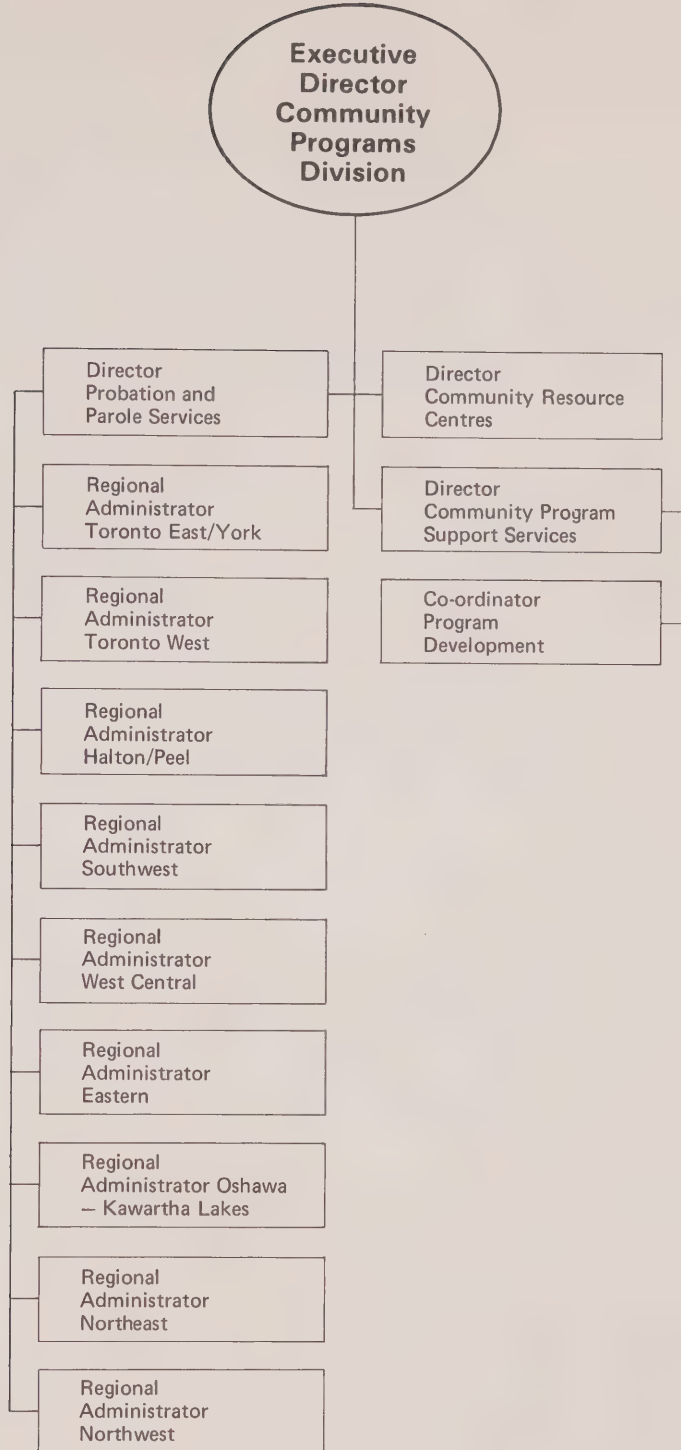 Executive
Director
Community
Programs
Division
Director
Probation and
Parole Services
Regional
Administrator
Toronto East/York
Regional
Administrator
Toronto West
Regional
Administrator
Halton/Peel
Regional
Administrator
Southwest
Regional
Administrator
West Central
Regional
Administrator
Eastern
Regional
Administrator Oshawa
– Kawartha Lakes
Regional
Administrator
Northeast
Regional
Administrator
Northwest
Director
Community Resource
Centres
Director
Community Program
Support Services
Co-ordinator
Program
Development